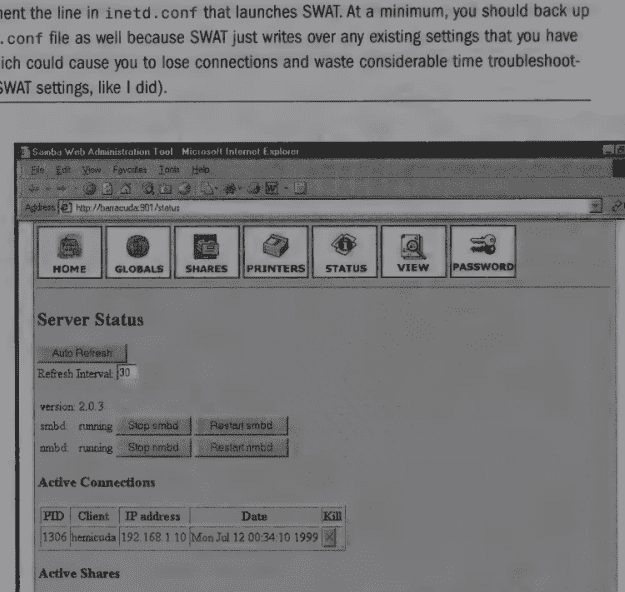 ment the line in inetd.conf that launches SWAT. At a minimum, you should back up
.conf file as well because SWAT just writes over any existing settings that you have
ich could cause you to lose connections and waste considerable time troubleshoot-
SWAT settings, like I did).
Samba Web Administration Tool Microsoft Internet Explorer
File Edit View Favorites Tools Help
Address http://barracuda:901/status
HOME GLOBALS SHARES PRINTERS STATUS VIEW PASSWORD
Server Status
Auto Refresh
Refresh Interval: 30
version: 2.0.3
smbd: running Stop smbd Restart smbd
nmbd: running Stop nmbd Restart nmbd
Active Connections
PID Client IP address Date Kill
1306 hemicuda 192.168.1.10 Mon Jul 12 00:34:10 1999 X
Active Shares